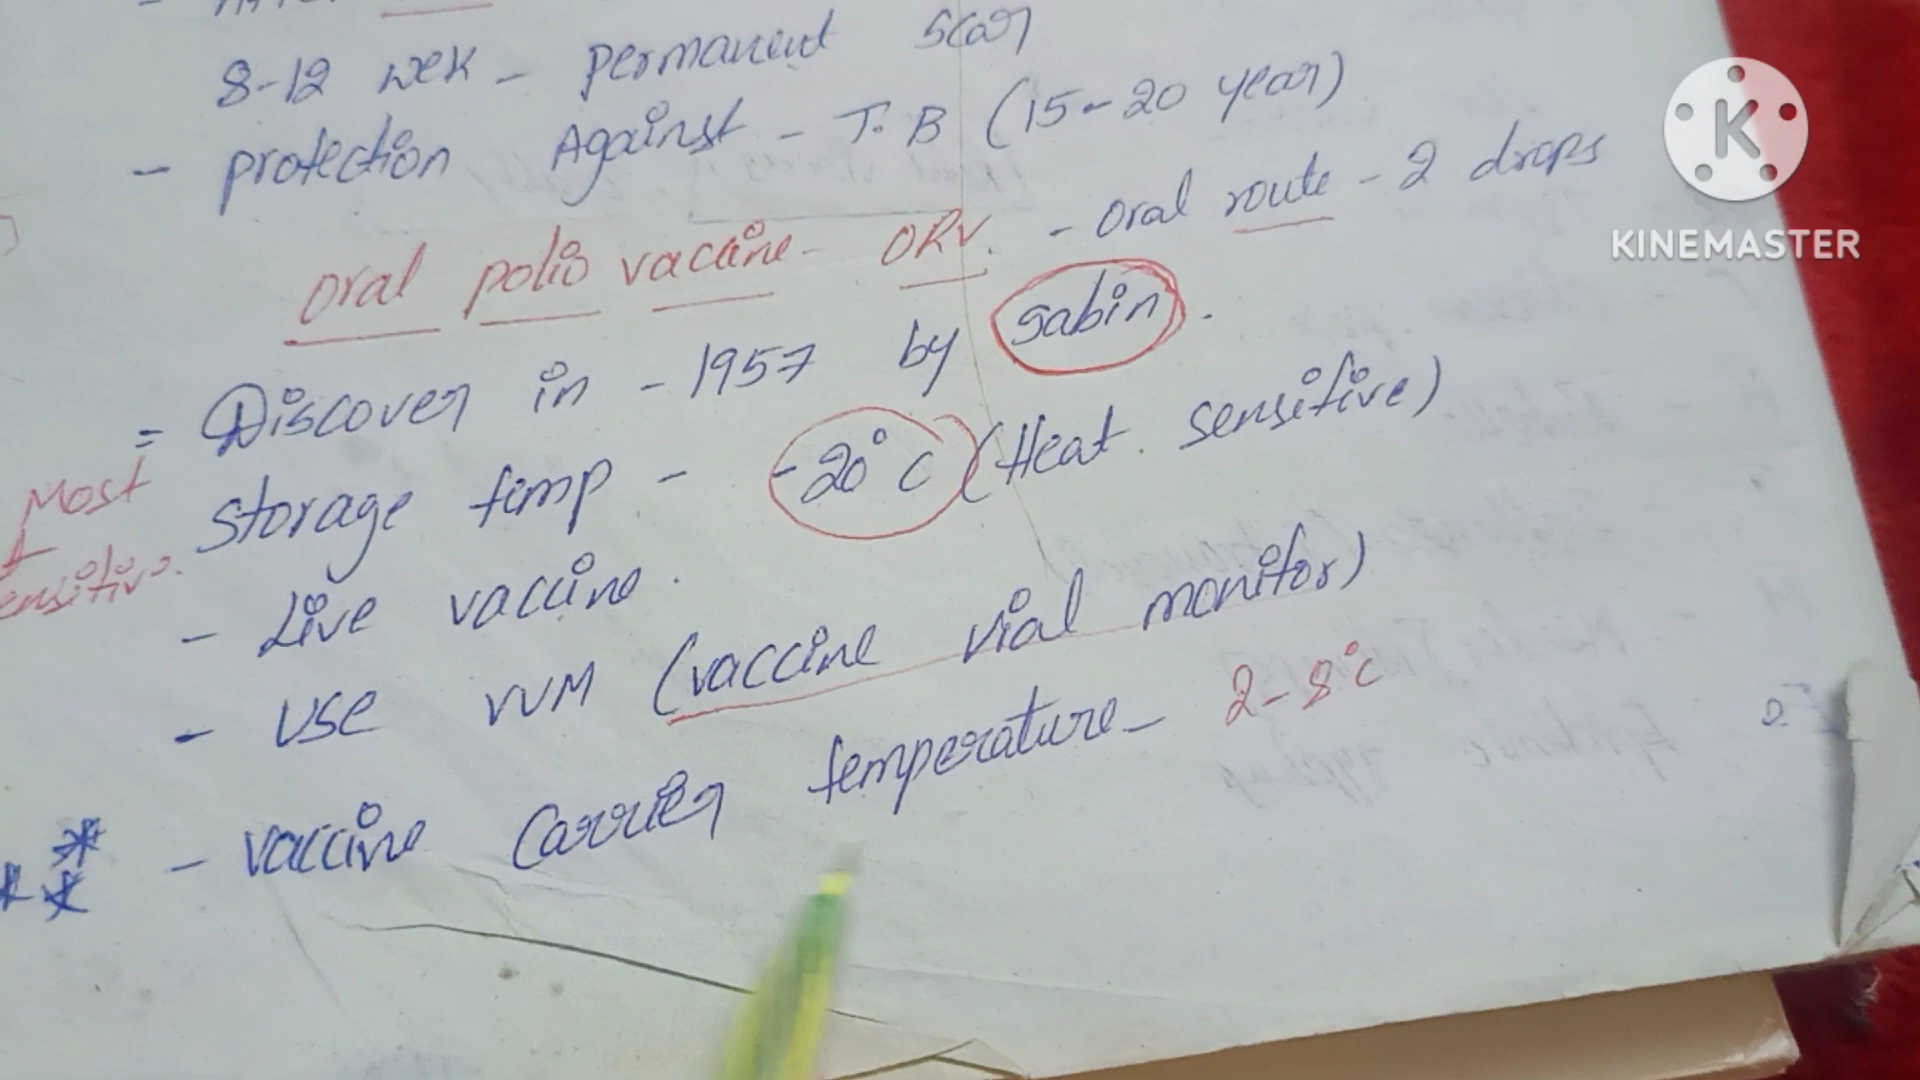 8-12 wek - permanent scar
- protection Against - T.B (15-20 year)
oral polio vaccine - ORV. - oral route - 2 drops
= Discover in - 1957 by Sabin.
Most
Storage temp - -20°C (Heat sensitive)
- Live vaccine.
- USE VVM (vaccine vial monitor)
- vaccine Carrier temperature - 2-8°C
KINEMASTER